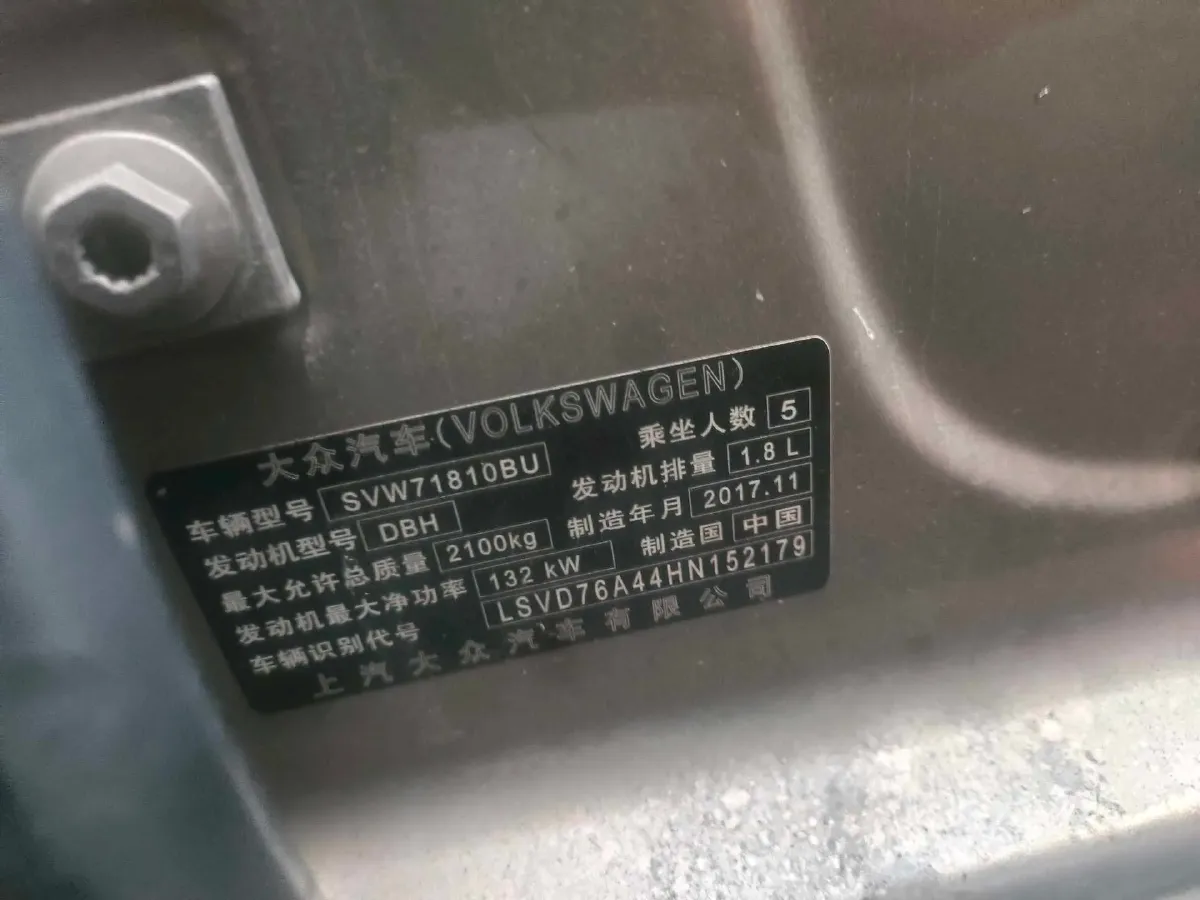 大众汽车(VOLKSWAGEN)
车辆型号 SVW71810BU 乘坐人数 5
发动机型号 DBH 发动机排量 1.8 L
最大允许总质量 2100kg 制造年月 2017.11
发动机最大净功率 132 kW 制造国 中国
车辆识别代号 LSVD76A44HN152179
上汽大众汽车有限公司